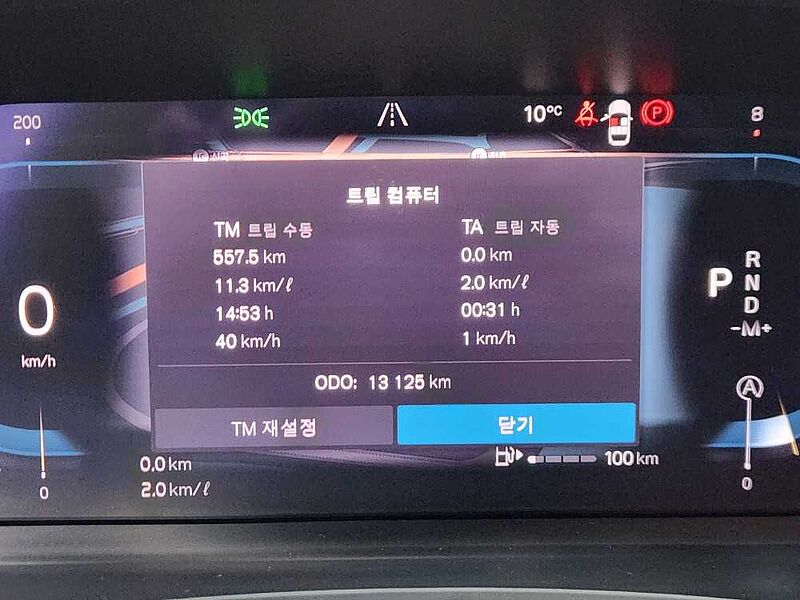 200
10°C
8
트립 컴퓨터
TM 트립 수동
TA 트립 자동
557.5 km
0.0 km
11.3 km/ℓ
2.0 km/ℓ
14:53 h
00:31 h
40 km/h
1 km/h
ODO: 13 125 km
TM 재설정
닫기
0
km/h
P
R
N
D
-M+
A
0.0 km
2.0 km/ℓ
100 km
0
0